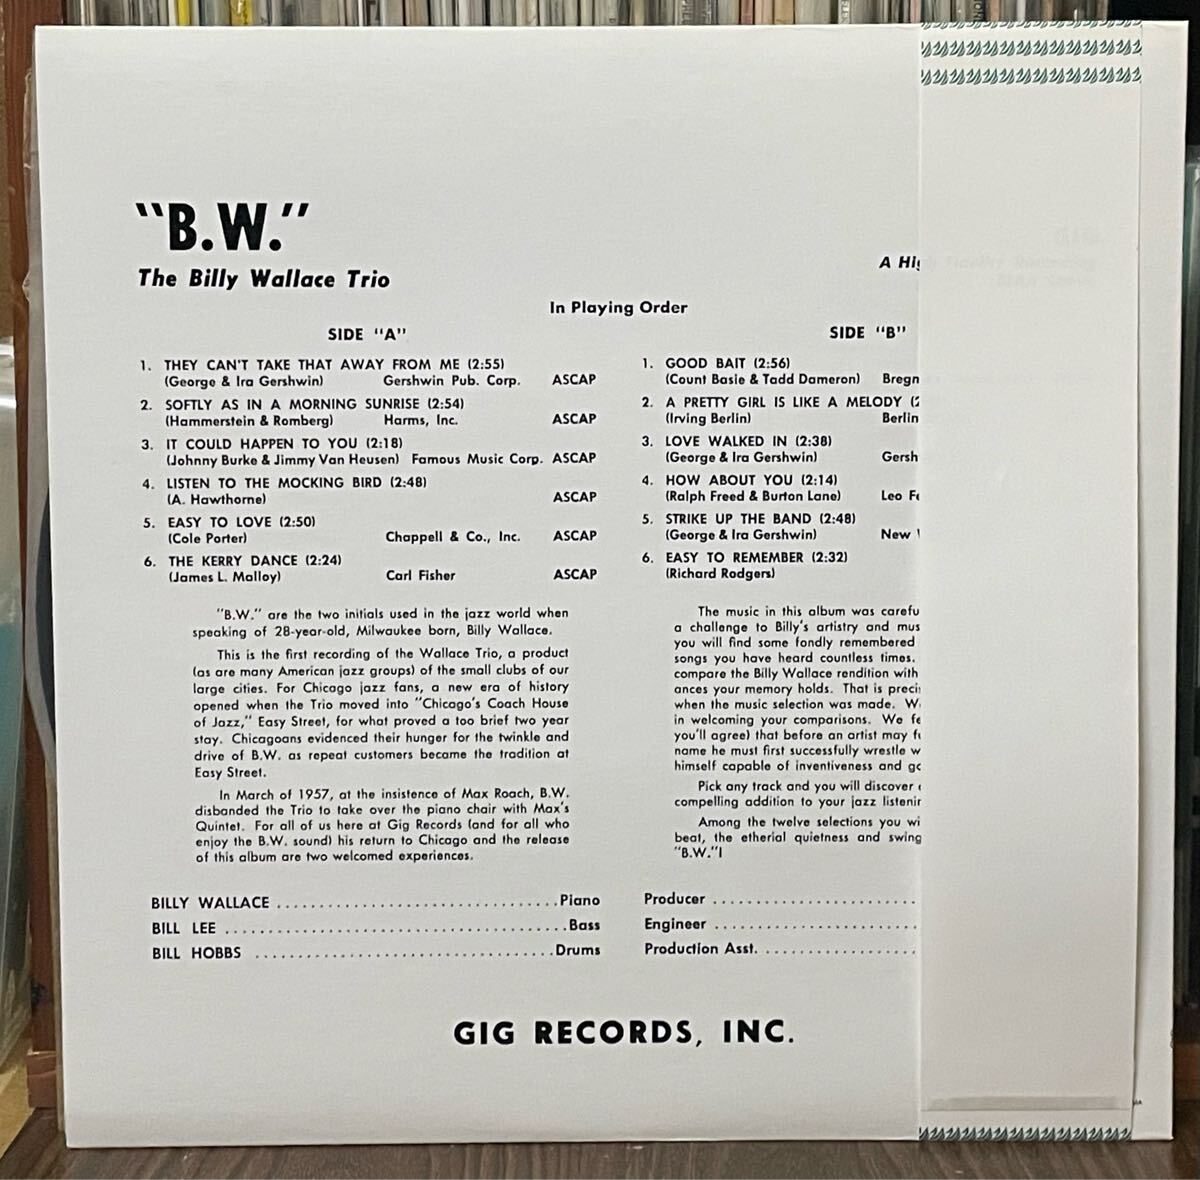 "B.W."
The Billy Wallace Trio
A Hi
In Playing Order
SIDE "A"
1. THEY CAN'T TAKE THAT AWAY FROM ME (2:55)
(George & Ira Gershwin) Gershwin Pub. Corp. ASCAP
2. SOFTLY AS IN A MORNING SUNRISE (2:54)
(Hammerstein & Romberg) Harms, Inc. ASCAP
3. IT COULD HAPPEN TO YOU (2:18)
(Johnny Burke & Jimmy Van Heusen) Famous Music Corp. ASCAP
4. LISTEN TO THE MOCKING BIRD (2:48)
(A. Hawthorne) ASCAP
5. EASY TO LOVE (2:50)
(Cole Porter) Chappell & Co., Inc. ASCAP
6. THE KERRY DANCE (2:24)
(James L. Malloy) Carl Fisher ASCAP
SIDE "B"
1. GOOD BAIT (2:56)
(Count Basie & Tadd Dameron) Bregn
2. A PRETTY GIRL IS LIKE A MELODY (2
(Irving Berlin) Berlin
3. LOVE WALKED IN (2:38)
(George & Ira Gershwin) Gersh
4. HOW ABOUT YOU (2:14)
(Ralph Freed & Burton Lane) Leo Fe
5. STRIKE UP THE BAND (2:48)
(George & Ira Gershwin) New
6. EASY TO REMEMBER (2:32)
(Richard Rodgers)
"B.W." are the two initials used in the jazz world when
speaking of 28-year-old, Milwaukee born, Billy Wallace.
This is the first recording of the Wallace Trio, a product
(as are many American jazz groups) of the small clubs of our
large cities. For Chicago jazz fans, a new era of history
opened when the Trio moved into "Chicago's Coach House
of Jazz," Easy Street, for what proved a too brief two year
stay. Chicagoans evidenced their hunger for the twinkle and
drive of B.W. as repeat customers became the tradition at
Easy Street.
In March of 1957, at the insistence of Max Roach, B.W.
disbanded the Trio to take over the piano chair with Max's
Quintet. For all of us here at Gig Records (and for all who
enjoy the B.W. sound) his return to Chicago and the release
of this album are two welcomed experiences.
The music in this album was carefu
a challenge to Billy's artistry and mus
you will find some fondly remembered
songs you have heard countless times.
compare the Billy Wallace rendition with
ances your memory holds. That is preci
when the music selection was made. W
in welcoming your comparisons. We fe
you'll agree) that before an artist may fu
name he must first successfully wrestle w
himself capable of inventiveness and go
Pick any track and you will discover
compelling addition to your jazz listenin
Among the twelve selections you wi
beat, the etherial quietness and swing
"B.W."!
BILLY WALLACE ................................ Piano
BILL LEE ........................................ Bass
BILL HOBBS .................................. Drums
Producer ........................
Engineer ........................
Production Asst. ..................
GIG RECORDS, INC.